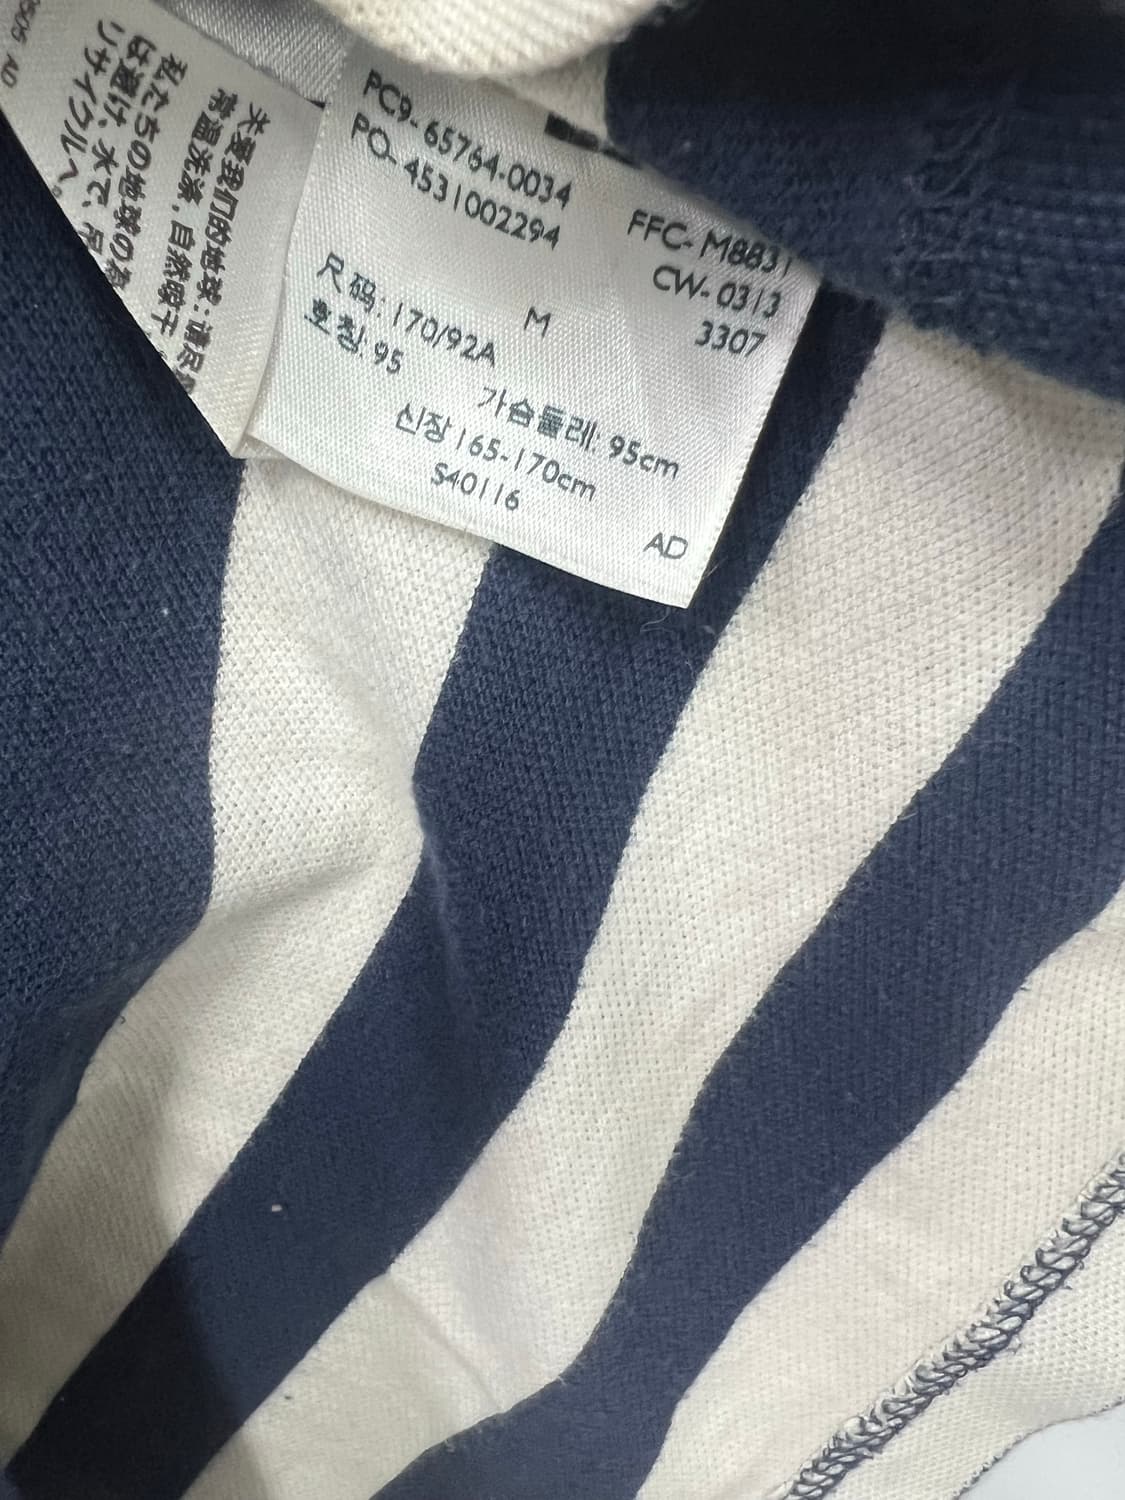 AD
私たちの地球の為
は避け、水で、
リサイクルへ。
关爱我们的地球:请尽
常温洗涤,自然晾干
PC9-65764-0034
PO-4531002294
FFC-M8831
CW-0313
3307
M
尺码: 170/92A
호칭: 95
가슴둘레: 95cm
신장 165-170cm
S40116
AD